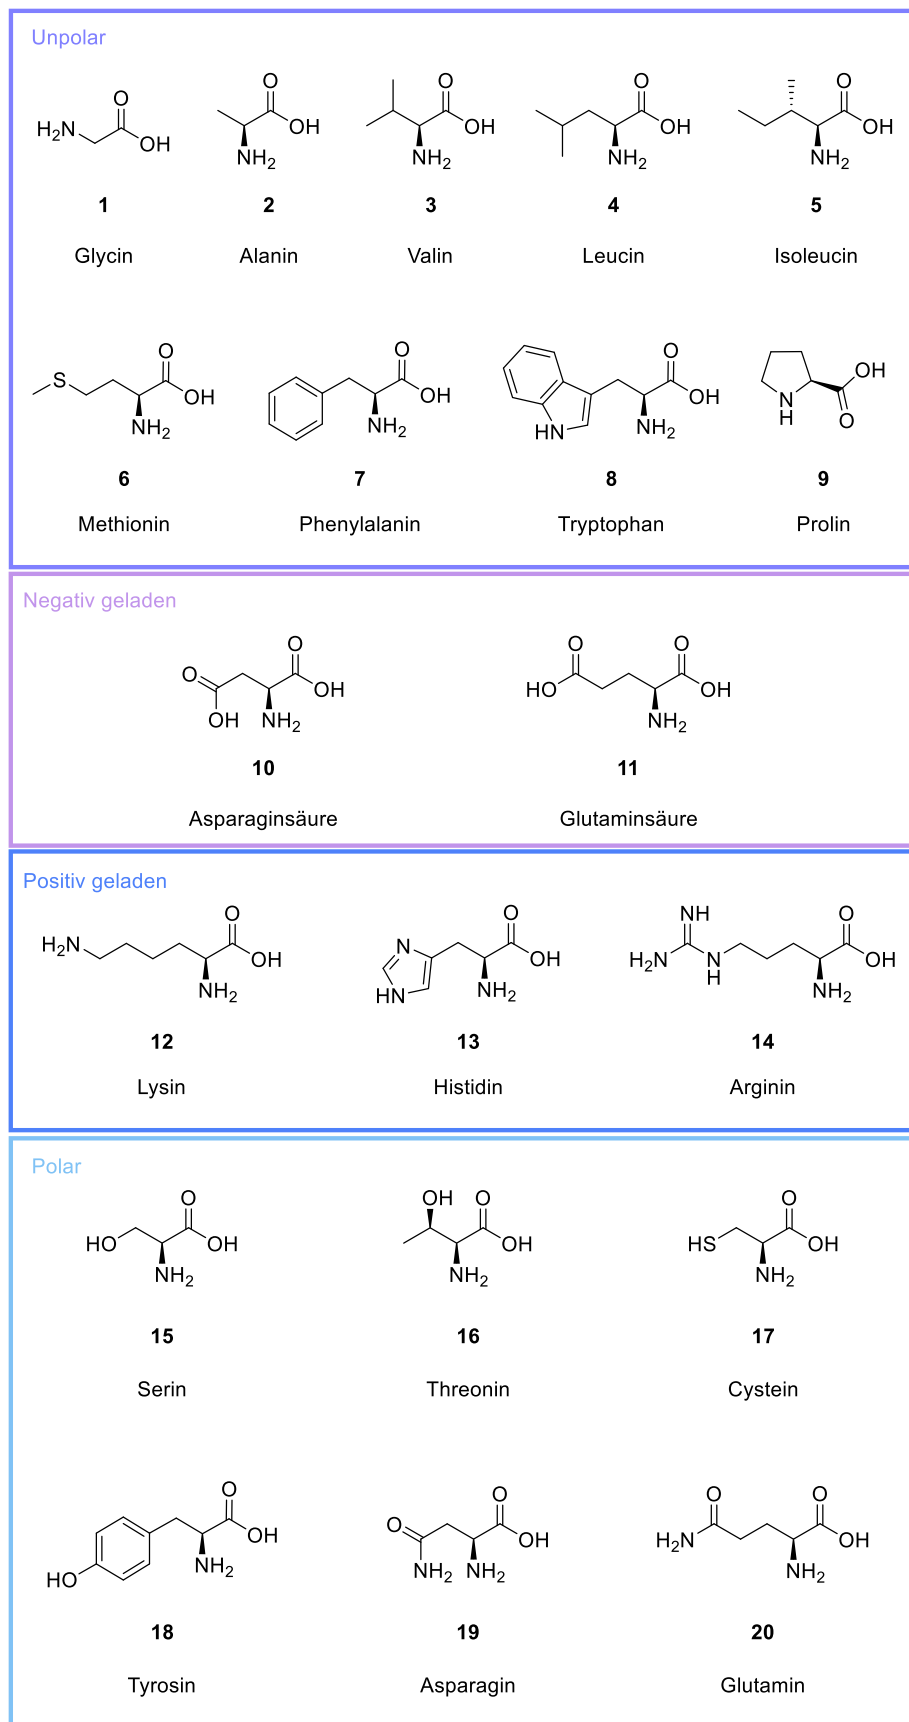 Unpolar
O
H2N
OH
O
OH
NH2
O
OH
NH2
O
OH
NH2
O
OH
NH2
1
2
3
4
5
Glycin
Alanin
Valin
Leucin
Isoleucin
S
O
OH
NH2
O
OH
NH2
HN
O
OH
NH2
N
H
OH
O
6
7
8
9
Methionin
Phenylalanin
Tryptophan
Prolin
Negativ geladen
O
OH
O
OH
NH2
O
HO
O
OH
NH2
10
11
Asparaginsäure
Glutaminsäure
Positiv geladen
H2N
O
OH
NH2
N
HN
O
OH
NH2
NH
H2N
N
H
O
OH
NH2
12
13
14
Lysin
Histidin
Arginin
Polar
HO
O
OH
NH2
OH
O
OH
NH2
HS
O
OH
NH2
15
16
17
Serin
Threonin
Cystein
HO
O
OH
NH2
O
NH2
O
OH
NH2
O
H2N
O
OH
NH2
18
19
20
Tyrosin
Asparagin
Glutamin